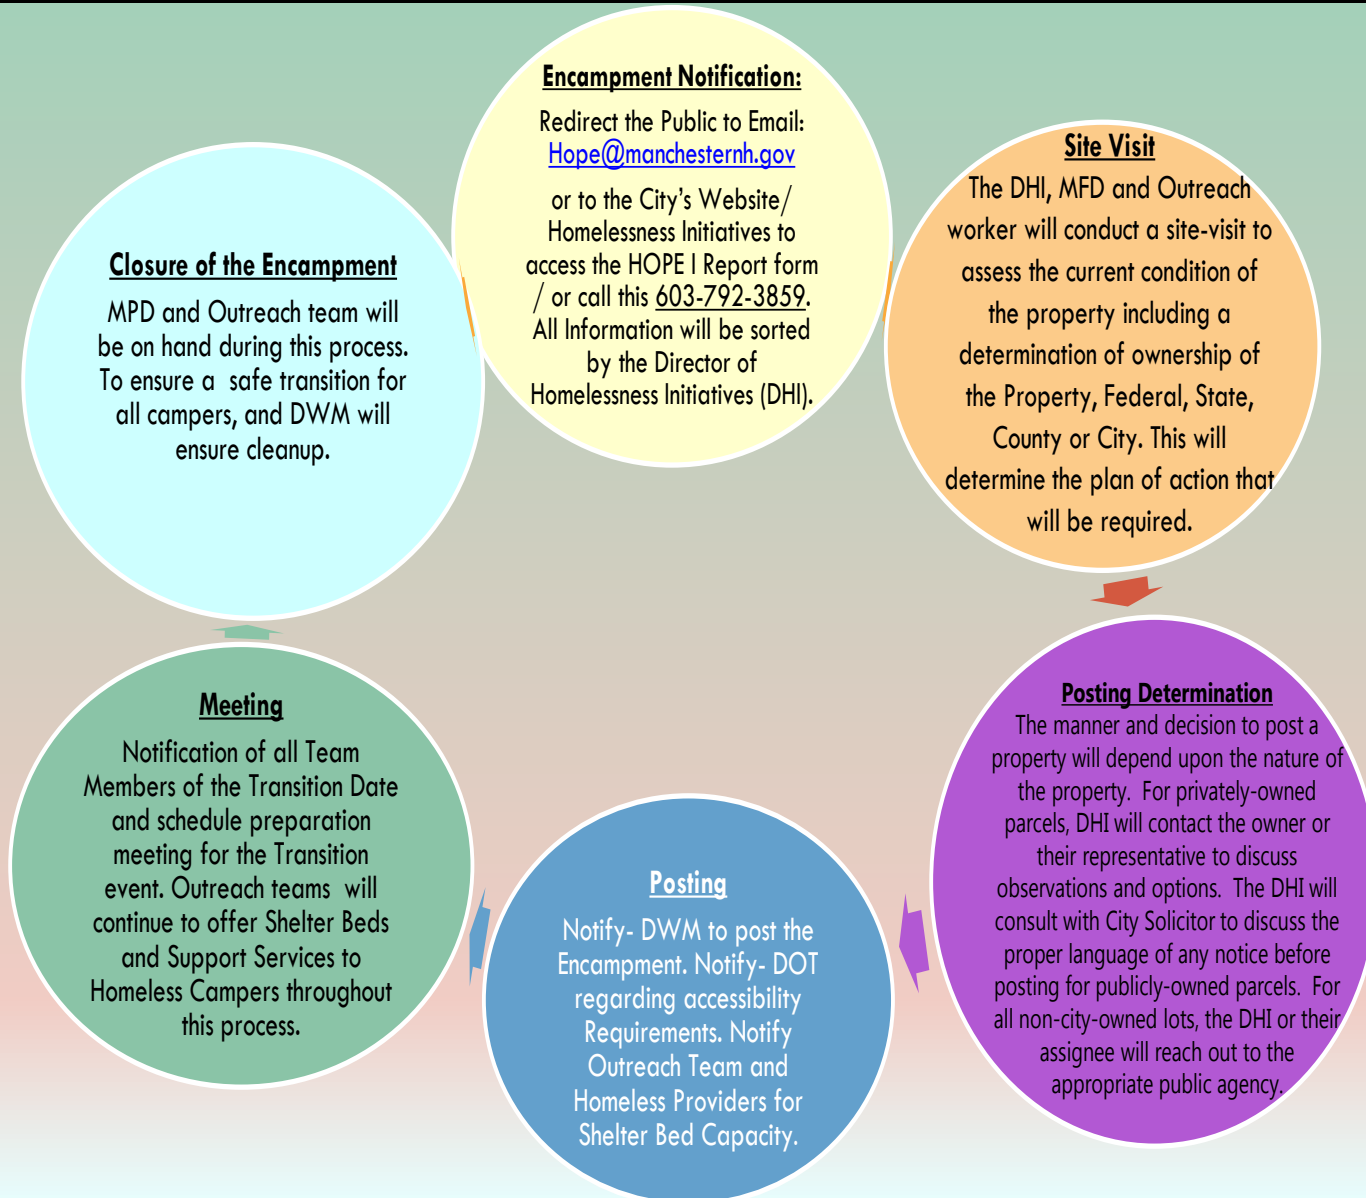 Encampment Notification:
Redirect the Public to Email:
Hope@manchesternh.gov
or to the City's Website/
Homelessness Initiatives to
access the HOPE I Report form
/ or call this 603-792-3859.
All Information will be sorted
by the Director of
Homelessness Initiatives (DHI).
Site Visit
The DHI, MFD and Outreach
worker will conduct a site-visit to
assess the current condition of
the property including a
determination of ownership of
the Property, Federal, State,
County or City. This will
determine the plan of action that
will be required.
Posting Determination
The manner and decision to post a
property will depend upon the nature of
the property.  For privately-owned
parcels, DHI will contact the owner or
their representative to discuss
observations and options.  The DHI will
consult with City Solicitor to discuss the
proper language of any notice before
posting for publicly-owned parcels.  For
all non-city-owned lots, the DHI or their
assignee will reach out to the
appropriate public agency.
Posting
Notify- DWM to post the
Encampment. Notify- DOT
regarding accessibility
Requirements. Notify
Outreach Team and
Homeless Providers for
Shelter Bed Capacity.
Meeting
Notification of all Team
Members of the Transition Date
and schedule preparation
meeting for the Transition
event. Outreach teams  will
continue to offer Shelter Beds
and Support Services to
Homeless Campers throughout
this process.
Closure of the Encampment
MPD and Outreach team will
be on hand during this process.
To ensure a  safe transition for
all campers, and DWM will
ensure cleanup.